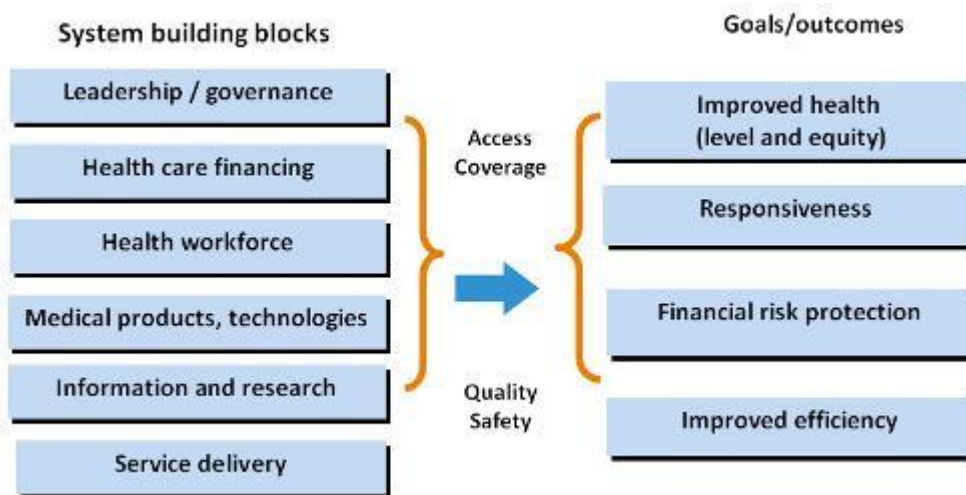 System building blocks
Leadership / governance
Health care financing
Health workforce
Medical products, technologies
Information and research
Service delivery
Access
Coverage
Quality
Safety
Goals/outcomes
Improved health
(level and equity)
Responsiveness
Financial risk protection
Improved efficiency